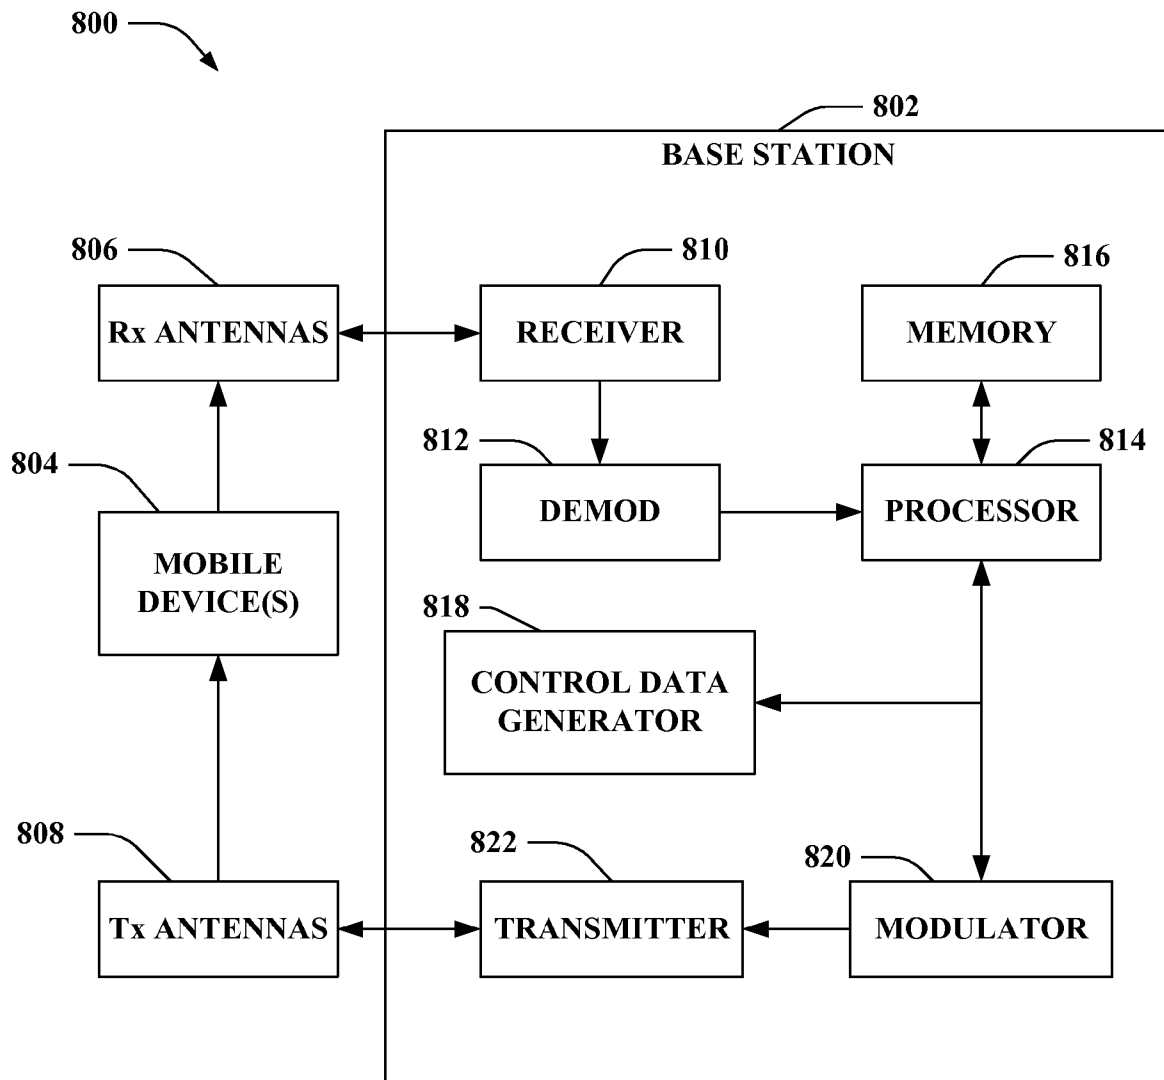 800
802
BASE STATION
806
810
816
Rx ANTENNAS
RECEIVER
MEMORY
804
812
814
DEMOD
PROCESSOR
MOBILE
DEVICE(S)
818
CONTROL DATA
GENERATOR
808
822
820
Tx ANTENNAS
TRANSMITTER
MODULATOR